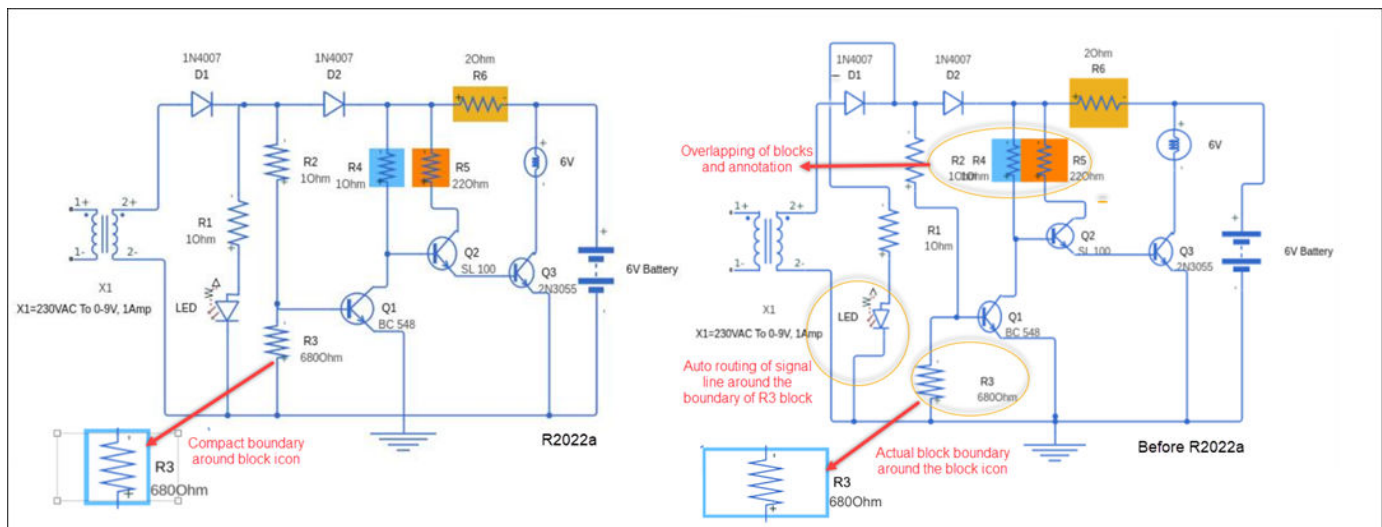 1N4007
D1
1N4007
D2
2Ohm
R6
R2
1Ohm
R4
1Ohm
R5
22Ohm
6V
1+
2+
1-
2-
R1
1Ohm
Q2
SL 100
Q3
2N3055
6V Battery
X1
X1=230VAC To 0-9V, 1Amp
LED
Q1
BC 548
R3
680Ohm
Compact boundary
around block icon
R2022a
R3
680Ohm
1N4007
D1
1N4007
D2
2Ohm
R6
Overlapping of blocks
and annotation
R2 R4
1Ohm
R5
22Ohm
6V
1+
2+
1-
2-
R1
1Ohm
Q2
SL 100
Q3
2N3055
6V Battery
X1
X1=230VAC To 0-9V, 1Amp
LED
Q1
BC 548
Auto routing of signal
line around the
boundary of R3 block
R3
680Ohm
Actual block boundary
around the block icon
Before R2022a
R3
680Ohm